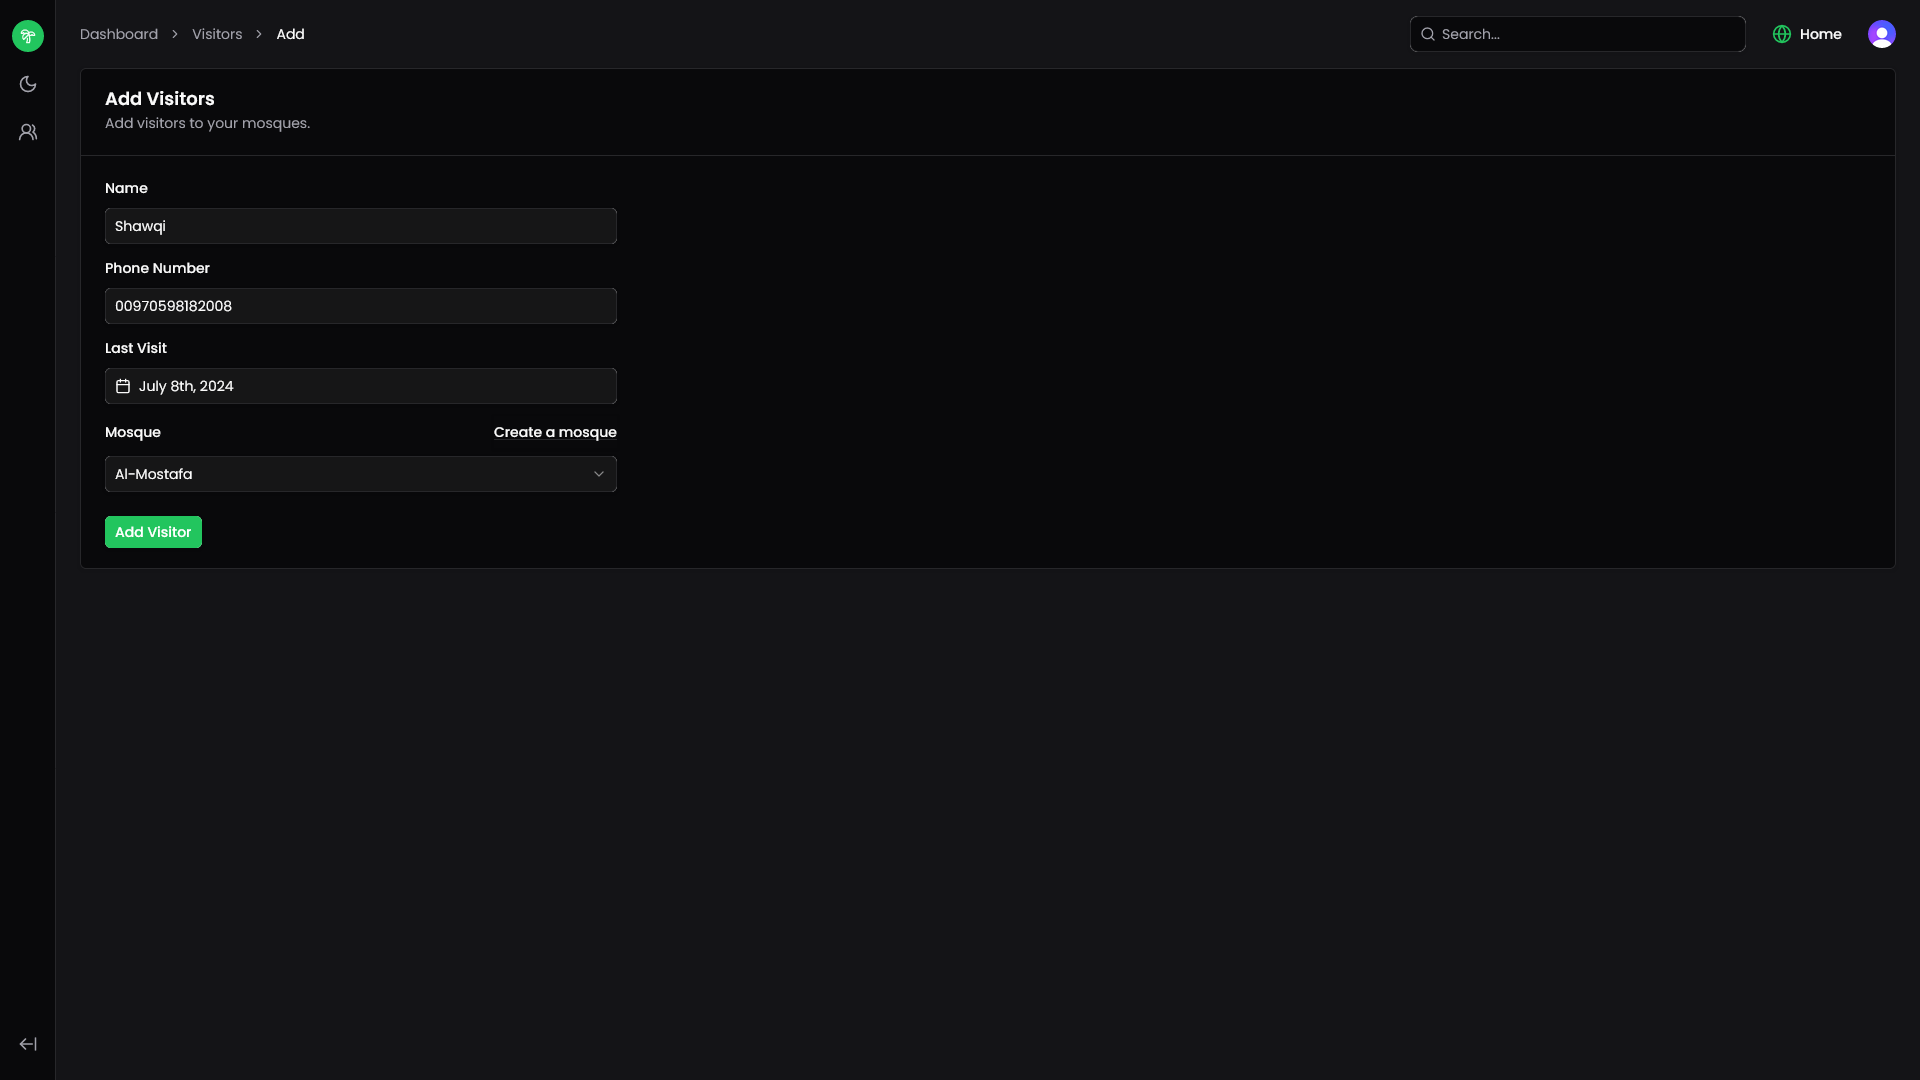 Dashboard > Visitors > Add
Search...
Home
Add Visitors
Add visitors to your mosques.
Name
Shawqi
Phone Number
00970598182008
Last Visit
July 8th, 2024
Mosque
Create a mosque
Al-Mostafa
Add Visitor